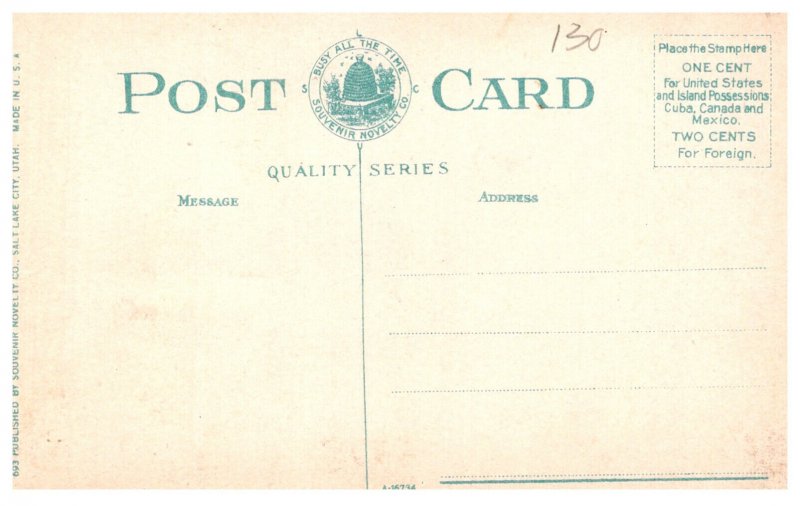 130
POST CARD
BUSY ALL THE TIME
SOUVENIR NOVELTY CO
L
S C
U
QUALITY SERIES
MESSAGE
ADDRESS
Place the Stamp Here
ONE CENT
For United States
and Island Possessions,
Cuba, Canada and
Mexico.
TWO CENTS
For Foreign.
693 PUBLISHED BY SOUVENIR NOVELTY CO., SALT LAKE CITY, UTAH. MADE IN U. S. A
A-16734